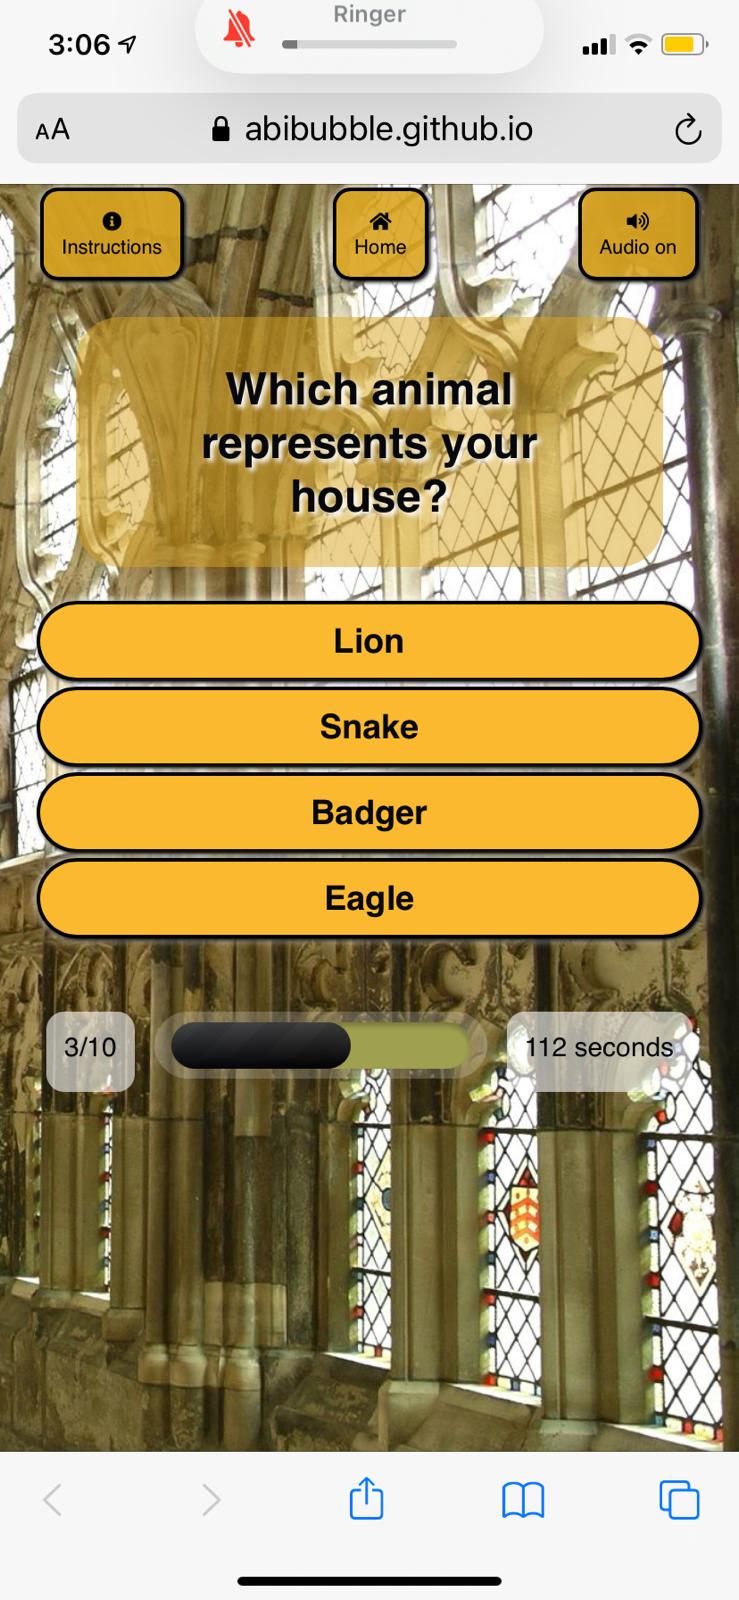 Ringer
3:06
AA abibubble.github.io
Instructions
Home
Audio on
Which animal
represents your
house?
Lion
Snake
Badger
Eagle
3/10
112 seconds